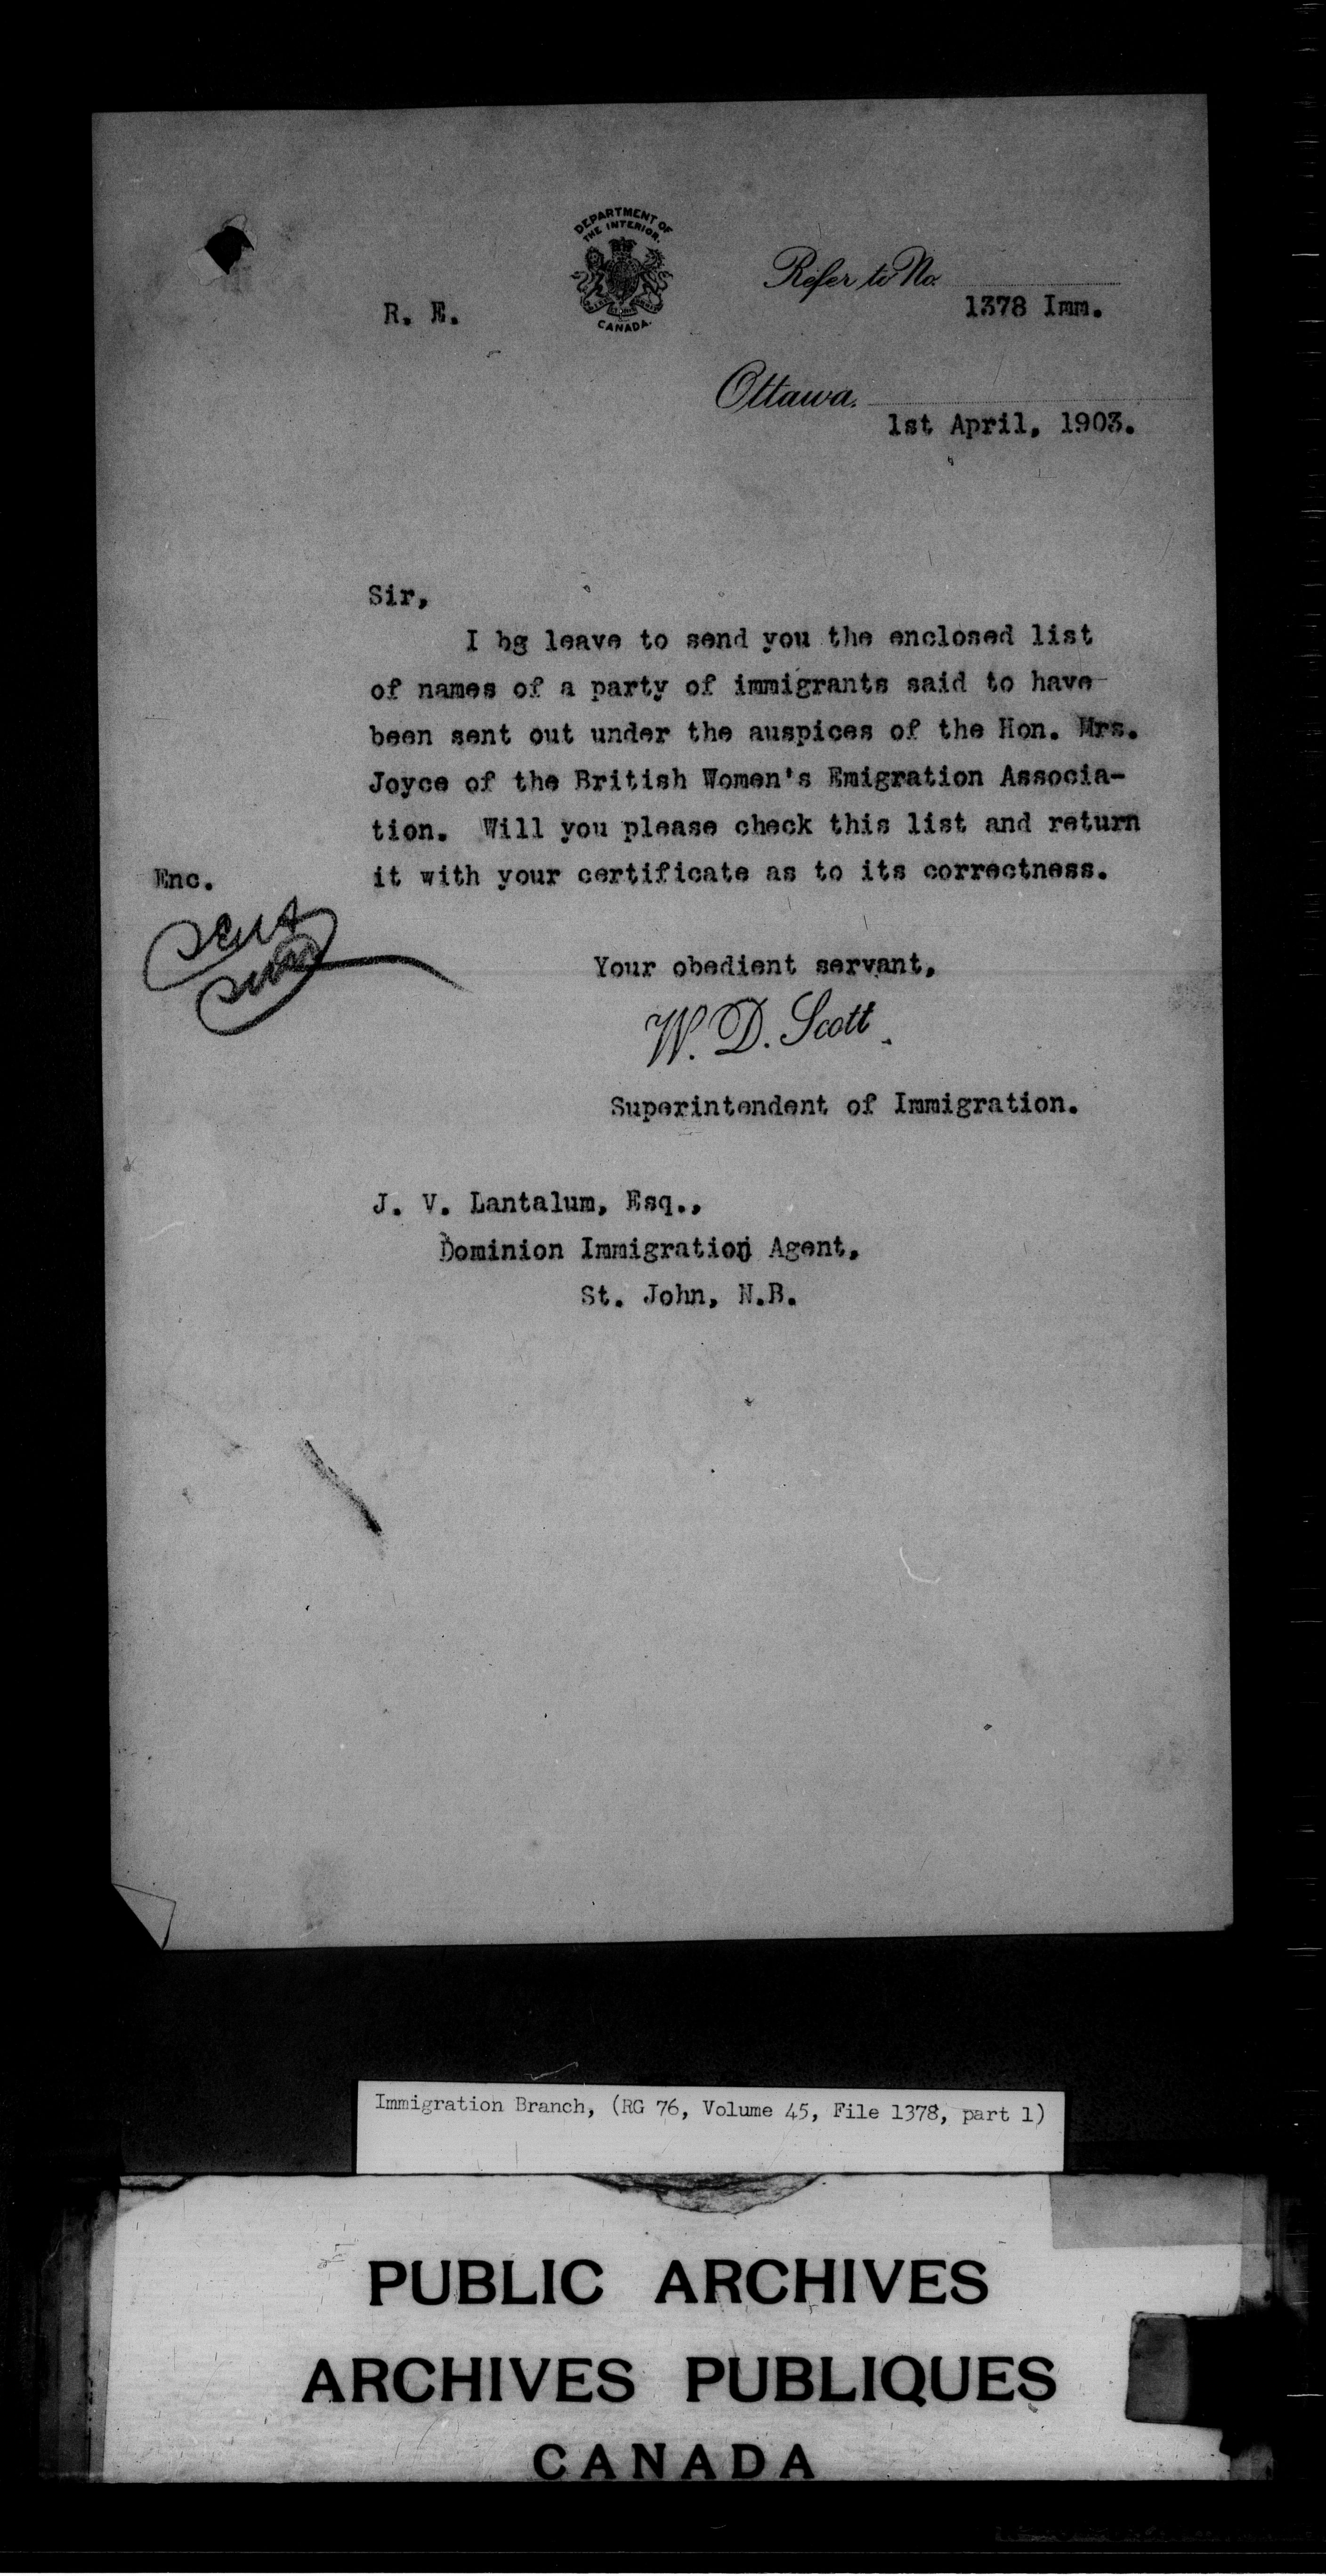 DEPARTMENT OF
THE INTERIOR.
CANADA.
Refer to No.
1378 Imm.
R. E.
Ottawa.
1st April, 1903.
Sir,
I bg leave to send you the enclosed list
of names of a party of immigrants said to have
been sent out under the auspices of the Hon. Mrs.
Joyce of the British Women's Emigration Associa-
tion. Will you please check this list and return
it with your certificate as to its correctness.
Enc.
Your obedient servant,
W. D. Scott.
Superintendent of Immigration.
J. V. Lantalum, Esq.,
Dominion Immigration Agent,
St. John, N.B.
Immigration Branch, (RG 76, Volume 45, File 1378, part 1)
PUBLIC ARCHIVES
ARCHIVES PUBLIQUES
CANADA